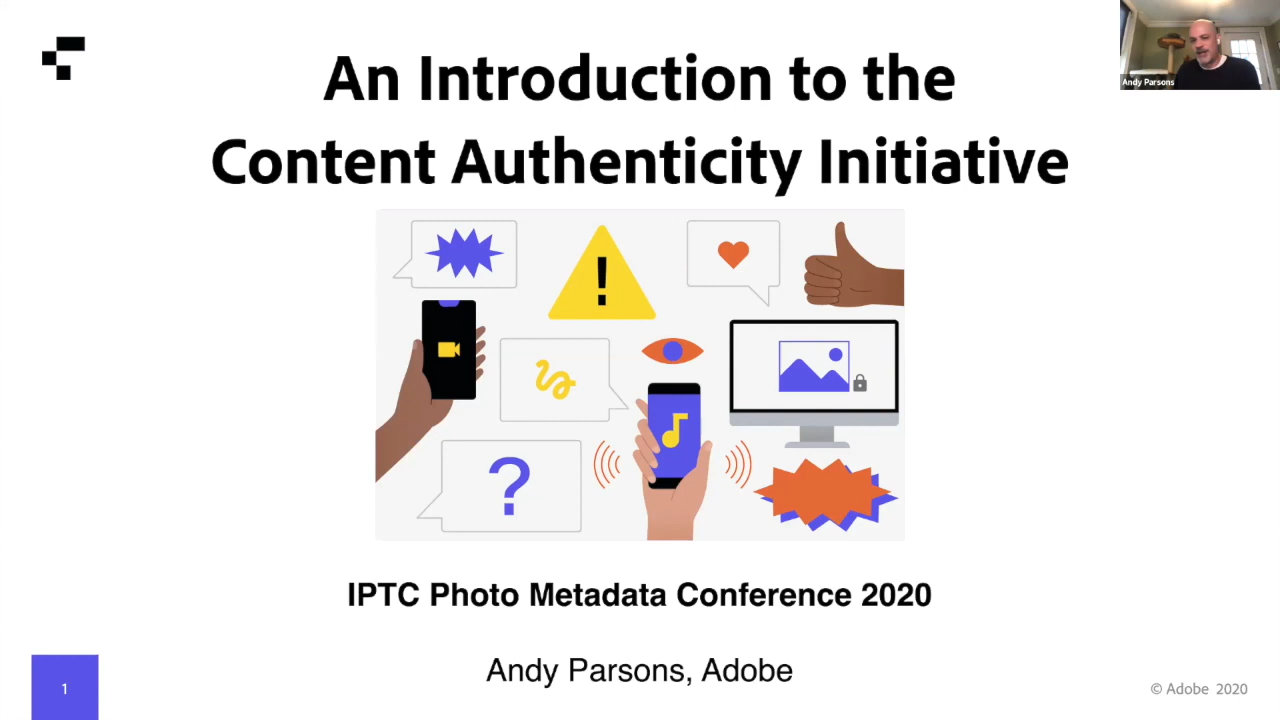 An Introduction to the
Content Authenticity Initiative
Andy Parsons
!
?
IPTC Photo Metadata Conference 2020
Andy Parsons, Adobe
1
© Adobe 2020